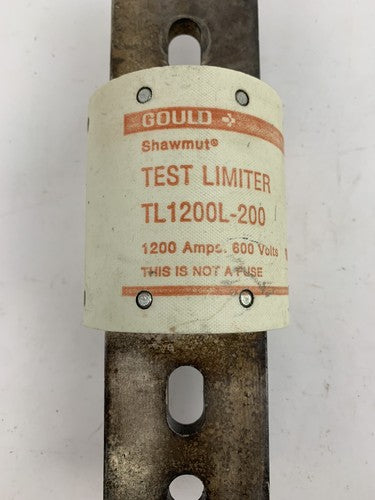 GOULD
Shawmut®
TEST LIMITER
TL1200L-200
1200 Amps. 600 Volts
THIS IS NOT A FUSE